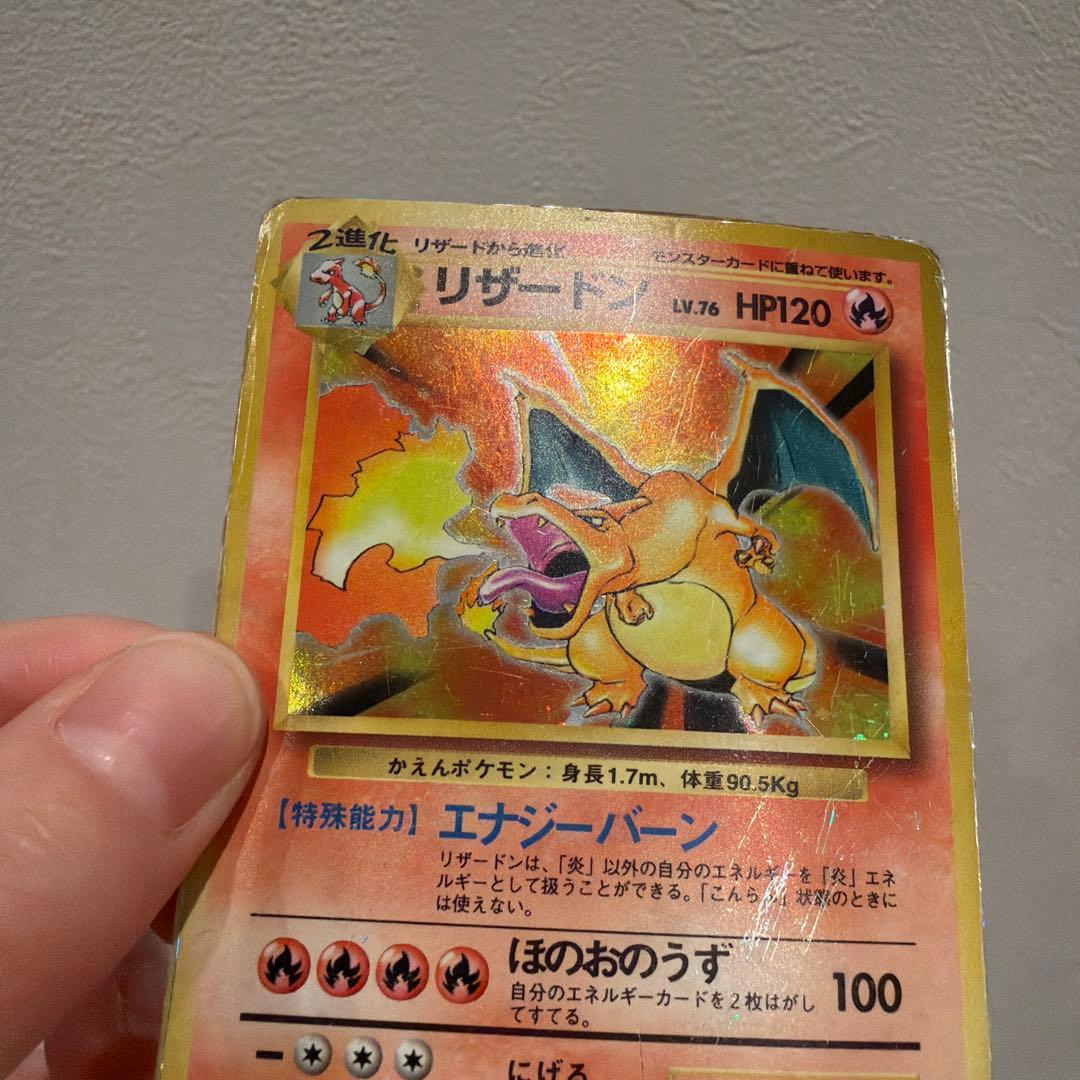 2進化 リザードから進化 モンスターカードに重ねて使います。
リザードン LV.76 HP120
かえんポケモン：身長1.7m、体重90.5Kg
【特殊能力】エナジーバーン
リザードンは、「炎」以外の自分のエネルギーを「炎」エネ
ルギーとして扱うことができる。「こんらん」状態のときに
は使えない。
ほのおのうず 100
自分のエネルギーカードを2枚はがし
てすてる。
にげる